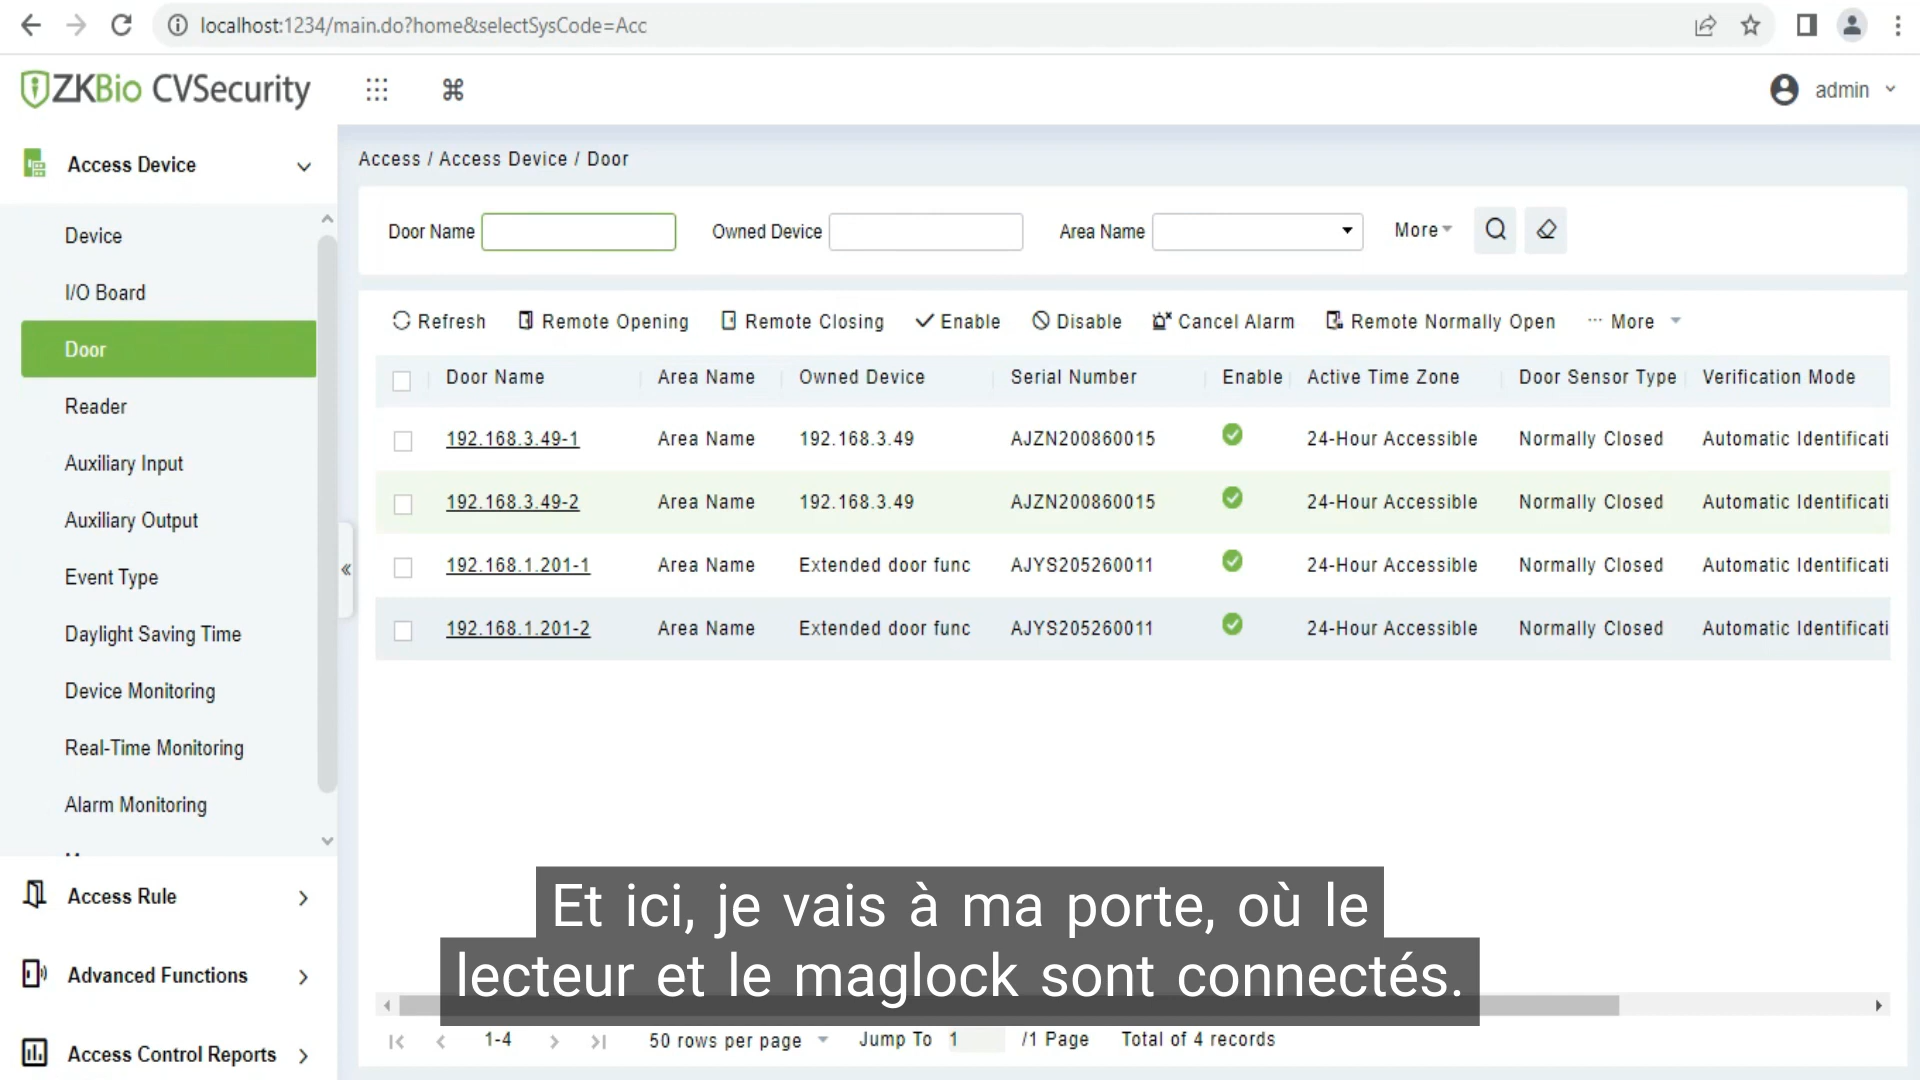 localhost:1234/main.do?home&selectSysCode=Acc
ZKBio CVSecurity
admin
Access Device
Access / Access Device / Door
Device
I/O Board
Door
Reader
Auxiliary Input
Auxiliary Output
Event Type
Daylight Saving Time
Device Monitoring
Real-Time Monitoring
Alarm Monitoring
Access Rule
Advanced Functions
Access Control Reports
Door Name Owned Device Area Name More
Refresh Remote Opening Remote Closing Enable Disable Cancel Alarm Remote Normally Open ··· More
Door Name Area Name Owned Device Serial Number Enable Active Time Zone Door Sensor Type Verification Mode
192.168.3.49-1 Area Name 192.168.3.49 AJZN200860015 24-Hour Accessible Normally Closed Automatic Identificati
192.168.3.49-2 Area Name 192.168.3.49 AJZN200860015 24-Hour Accessible Normally Closed Automatic Identificati
192.168.1.201-1 Area Name Extended door func AJYS205260011 24-Hour Accessible Normally Closed Automatic Identificati
192.168.1.201-2 Area Name Extended door func AJYS205260011 24-Hour Accessible Normally Closed Automatic Identificati
Et ici, je vais à ma porte, où le
lecteur et le maglock sont connectés.
1-4 50 rows per page Jump To 1 /1 Page Total of 4 records